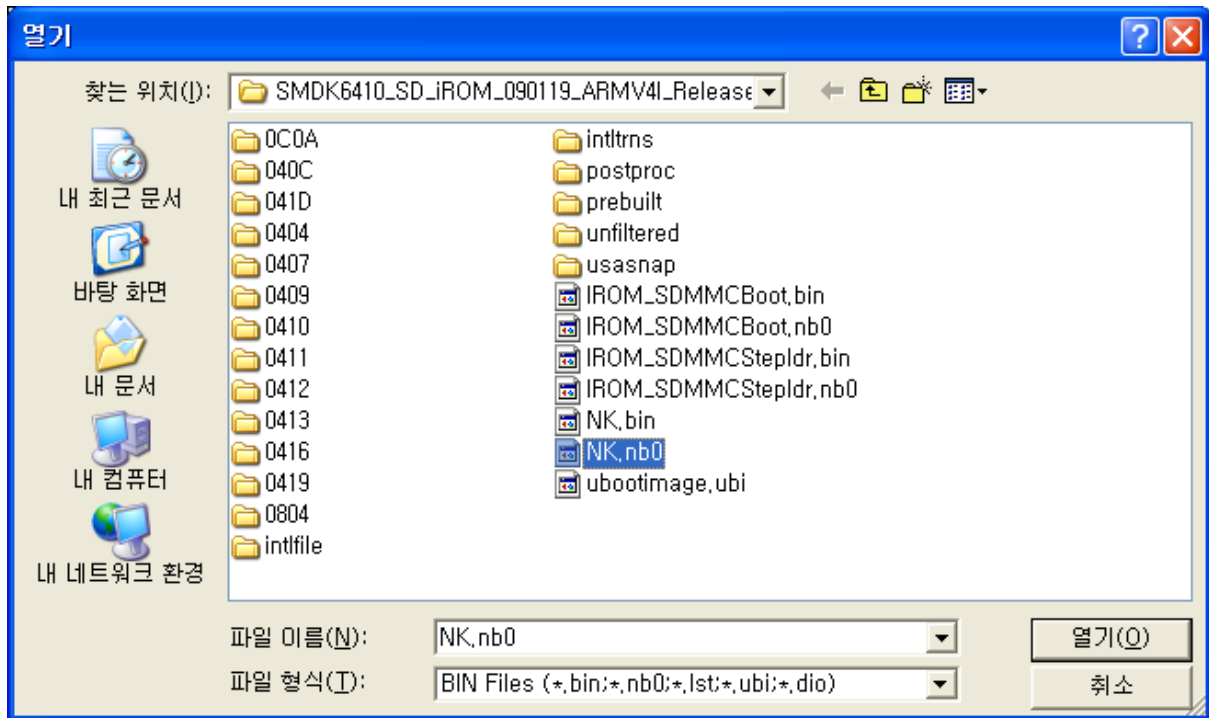 열기
찾는 위치(I):
SMDK6410_SD_iROM_090119_ARMV4I_Release
내 최근 문서
바탕 화면
내 문서
내 컴퓨터
내 네트워크 환경
0C0A
040C
041D
0404
0407
0409
0410
0411
0412
0413
0416
0419
0804
intlfile
intltrns
postproc
prebuilt
unfiltered
usasnap
IROM_SDMMCBoot,bin
IROM_SDMMCBoot,nb0
IROM_SDMMCStepldr,bin
IROM_SDMMCStepldr,nb0
NK,bin
NK,nb0
ubootimage,ubi
파일 이름(N):
NK,nb0
열기(O)
파일 형식(T):
BIN Files (*,bin;*,nb0;*,lst;*,ubi;*,dio)
취소